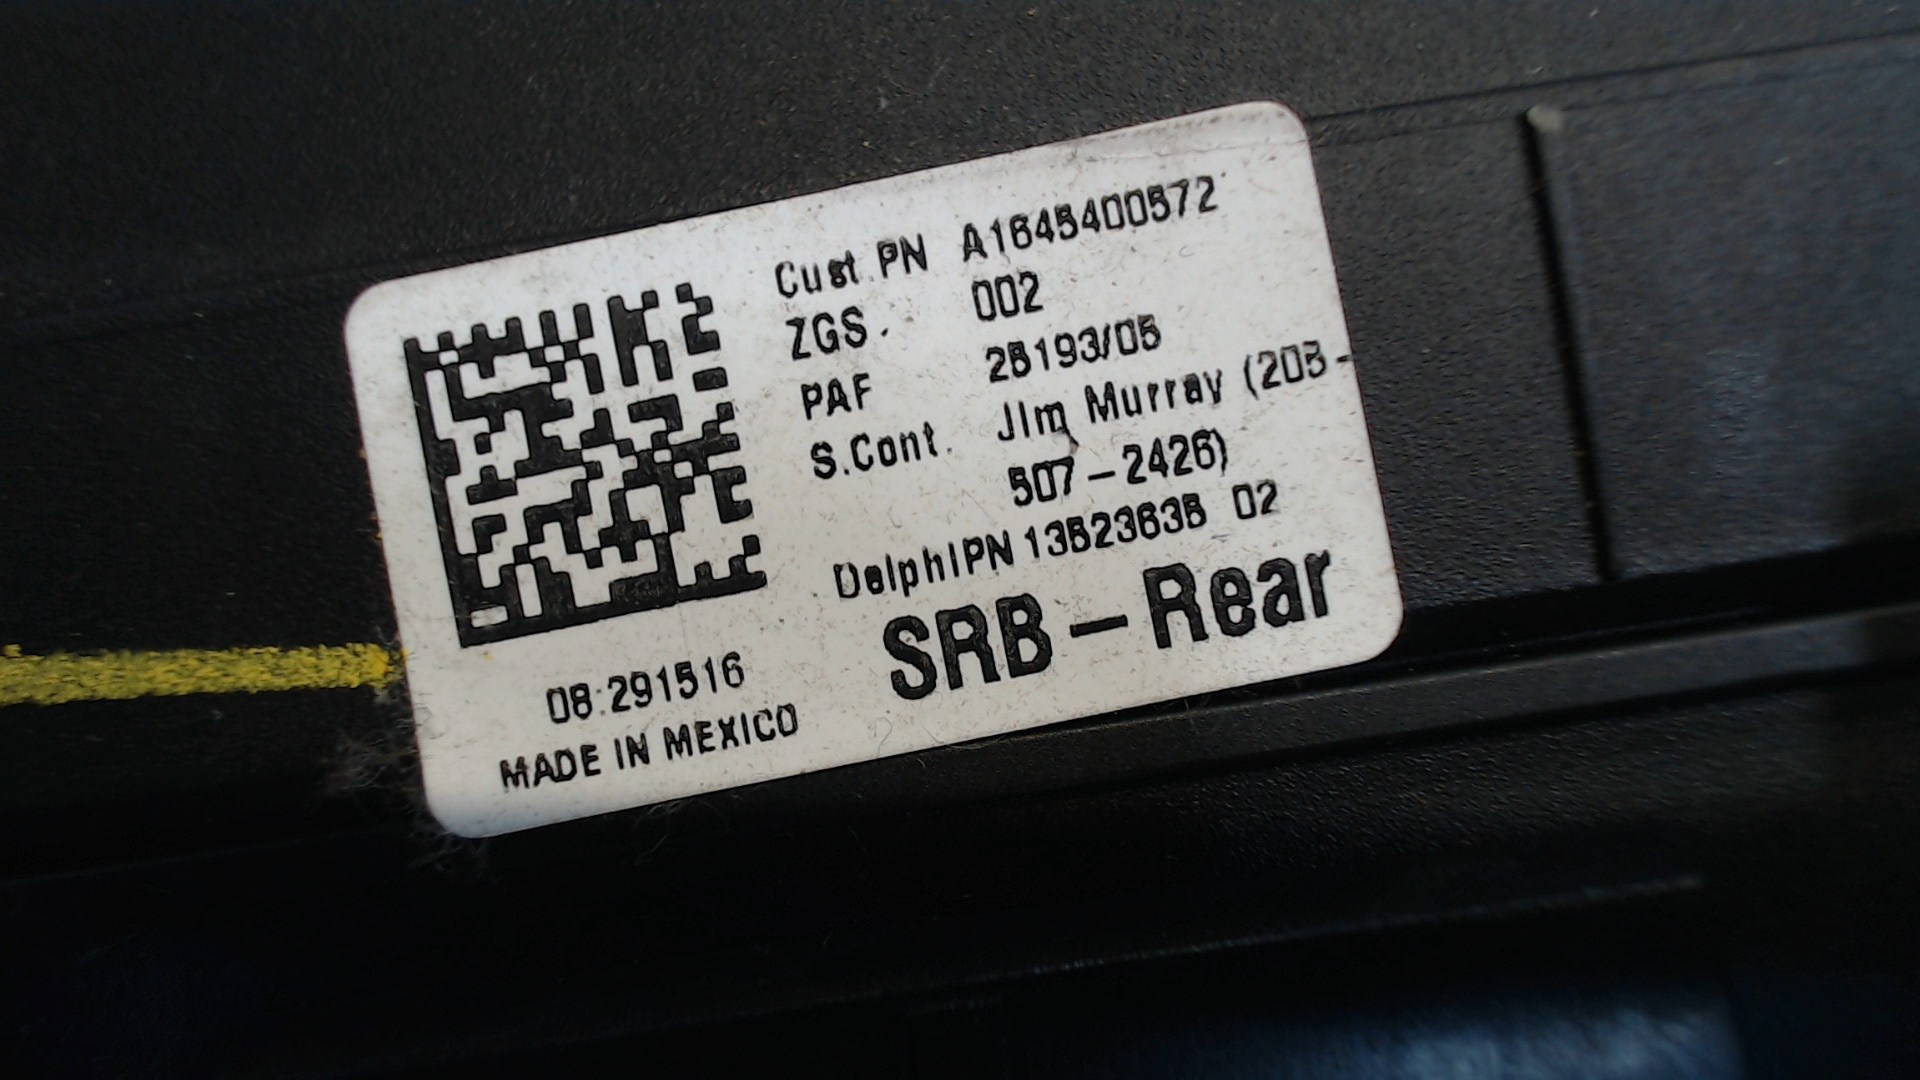 Cust.PN A1645400572
ZGS. 002
PAF 28193/05
S.Cont. Jim Murray (205-
507-2426)
DelphiPN 13523635 02
SRB-Rear
08:291516
MADE IN MEXICO